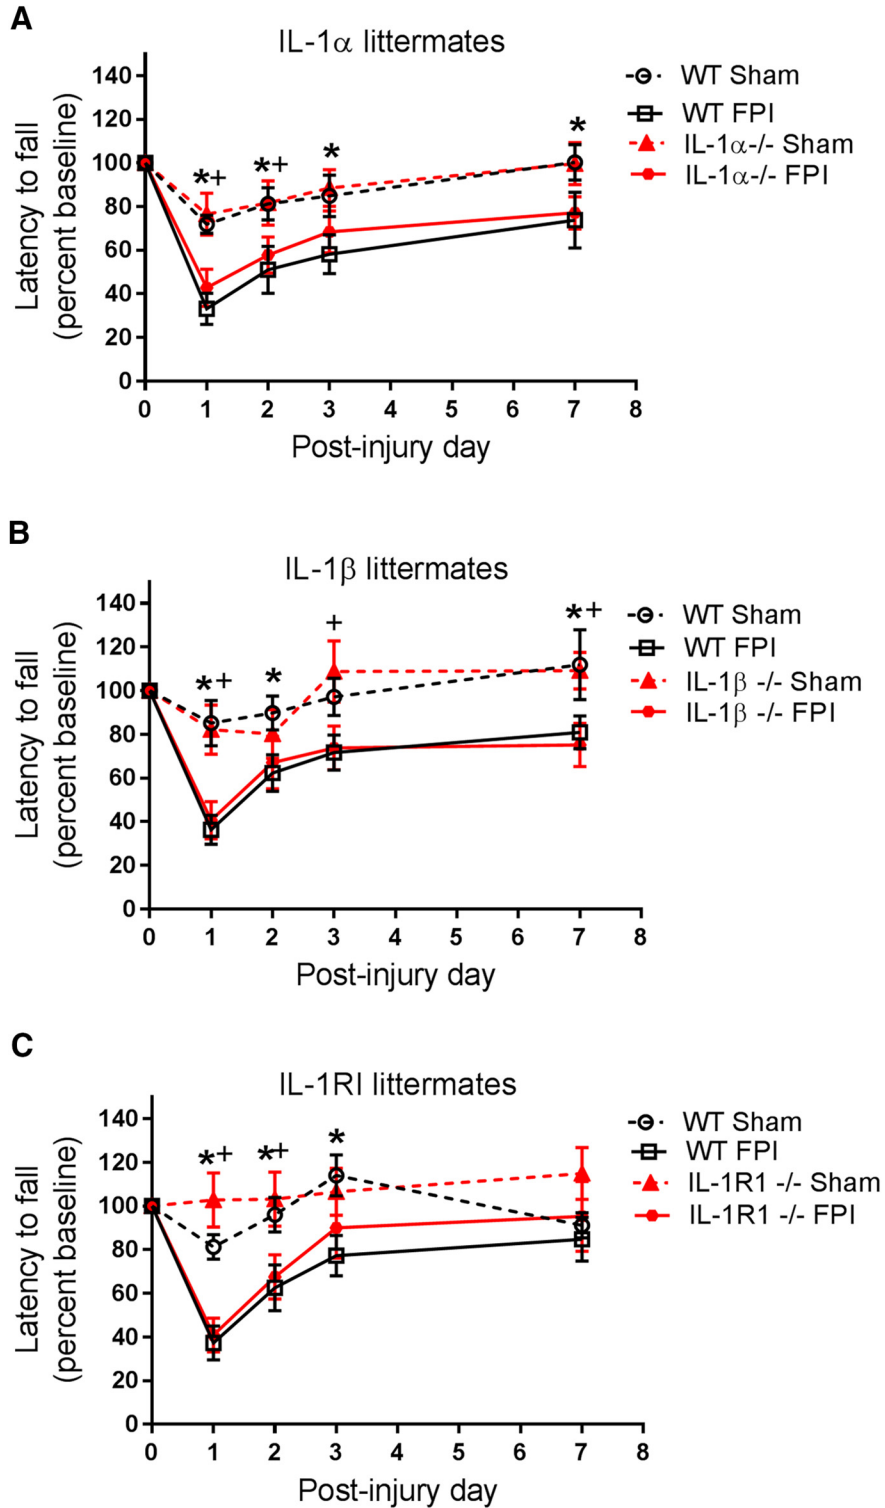 A
IL-1α littermates
Latency to fall
(percent baseline)
140
120
100
80
60
40
20
0
*+
*+
*
*
WT Sham
WT FPI
IL-1α-/- Sham
IL-1α-/- FPI
0 1 2 3 4 5 6 7 8
Post-injury day
B
IL-1β littermates
Latency to fall
(percent baseline)
140
120
100
80
60
40
20
0
*+
*
+
*+
WT Sham
WT FPI
IL-1β -/- Sham
IL-1β -/- FPI
0 1 2 3 4 5 6 7 8
Post-injury day
C
IL-1RI littermates
Latency to fall
(percent baseline)
140
120
100
80
60
40
20
0
*+
*+
*
WT Sham
WT FPI
IL-1R1 -/- Sham
IL-1R1 -/- FPI
0 1 2 3 4 5 6 7 8
Post-injury day